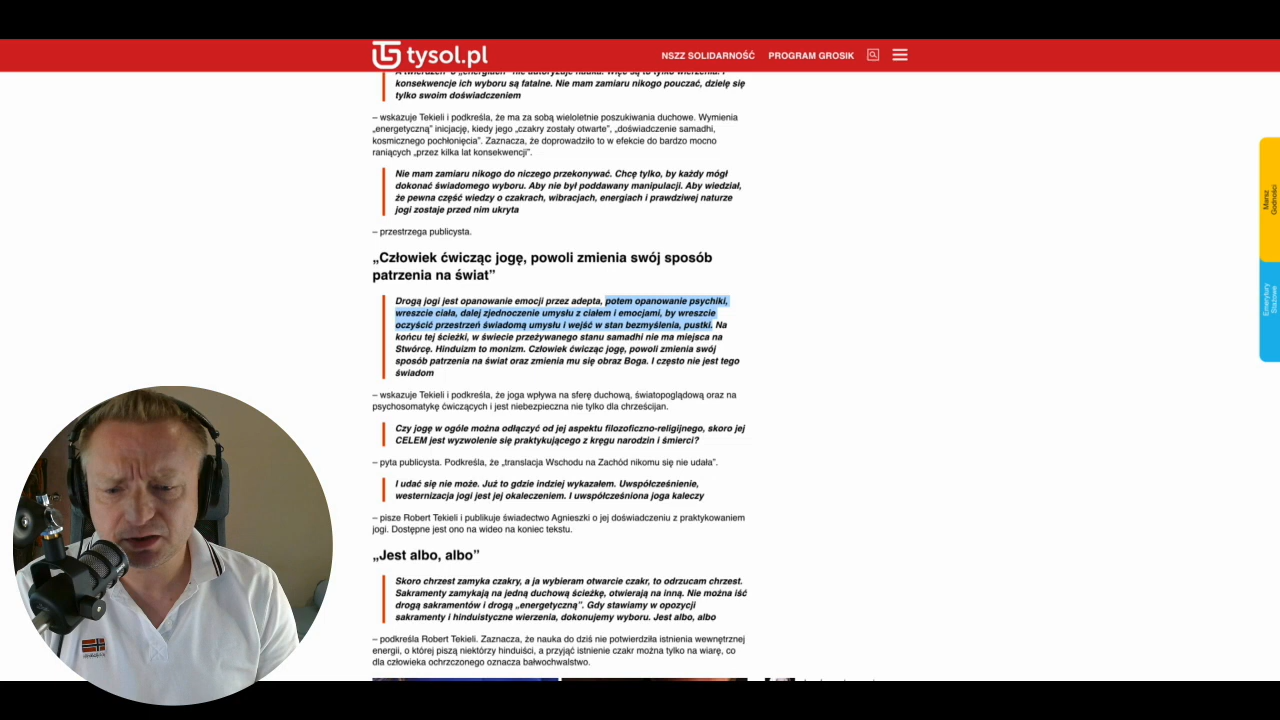 tysol.pl
NSZZ SOLIDARNOŚĆ PROGRAM GROSIK
konsekwencje ich wyboru są fatalne. Nie mam zamiaru nikogo pouczać, dzielę się
tylko swoim doświadczeniem
– wskazuje Tekieli i podkreśla, że ma za sobą wieloletnie poszukiwania duchowe. Wymienia
„energetyczną” inicjację, kiedy jego „czakry zostały otwarte”, „doświadczenie samadhi,
kosmicznego pochłonięcia”. Zaznacza, że doprowadziło to w efekcie do bardzo mocno
raniących „przez kilka lat konsekwencji”.
Nie mam zamiaru nikogo do niczego przekonywać. Chcę tylko, by każdy mógł
dokonać świadomego wyboru. Aby nie był poddawany manipulacji. Aby wiedział,
że pewna część wiedzy o czakrach, wibracjach, energiach i prawdziwej naturze
jogi zostaje przed nim ukryta
– przestrzega publicysta.
„Człowiek ćwicząc jogę, powoli zmienia swój sposób
patrzenia na świat”
Drogą jogi jest opanowanie emocji przez adepta, potem opanowanie psychiki,
wreszcie ciała, dalej zjednoczenie umysłu z ciałem i emocjami, by wreszcie
oczyścić przestrzeń świadomą umysłu i wejść w stan bezmyślenia, pustki. Na
końcu tej ścieżki, w świecie przeżywanego stanu samadhi nie ma miejsca na
Stwórcę. Hinduizm to monizm. Człowiek ćwicząc jogę, powoli zmienia swój
sposób patrzenia na świat oraz zmienia mu się obraz Boga. I często nie jest tego
świadom
– wskazuje Tekieli i podkreśla, że joga wpływa na sferę duchową, światopoglądową oraz na
psychosomatykę ćwiczących i jest niebezpieczna nie tylko dla chrześcijan.
Czy jogę w ogóle można odłączyć od jej aspektu filozoficzno-religijnego, skoro jej
CELEM jest wyzwolenie się praktykującego z kręgu narodzin i śmierci?
– pyta publicysta. Podkreśla, że „translacja Wschodu na Zachód nikomu się nie udała”.
I udać się nie może. Już to gdzie indziej wykazałem. Uwspółcześnienie,
westernizacja jogi jest jej okaleczeniem. I uwspółcześniona joga kaleczy
– pisze Robert Tekieli i publikuje świadectwo Agnieszki o jej doświadczeniu z praktykowaniem
jogi. Dostępne jest ono na wideo na koniec tekstu.
„Jest albo, albo”
Skoro chrzest zamyka czakry, a ja wybieram otwarcie czakr, to odrzucam chrzest.
Sakramenty zamykają na jedną duchową ścieżkę, otwierają na inną. Nie można iść
drogą sakramentów i drogą „energetyczną”. Gdy stawiamy w opozycji
sakramenty i hinduistyczne wierzenia, dokonujemy wyboru. Jest albo, albo
– podkreśla Robert Tekieli. Zaznacza, że nauka do dziś nie potwierdziła istnienia wewnętrznej
energii, o której piszą niektórzy hinduiści, a przyjąć istnienie czakr można tylko na wiarę, co
dla człowieka ochrzczonego oznacza bałwochwalstwo.
Marsz
Godności
Emerytury
Stażowe